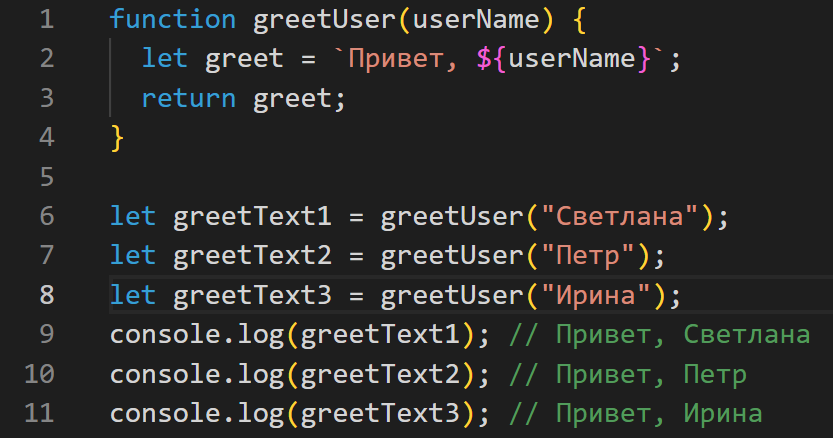 1 function greetUser(userName) {
2 let greet = `Привет, ${userName}`;
3 return greet;
4 }
5
6 let greetText1 = greetUser("Светлана");
7 let greetText2 = greetUser("Петр");
8 let greetText3 = greetUser("Ирина");
9 console.log(greetText1); // Привет, Светлана
10 console.log(greetText2); // Привет, Петр
11 console.log(greetText3); // Привет, Ирина